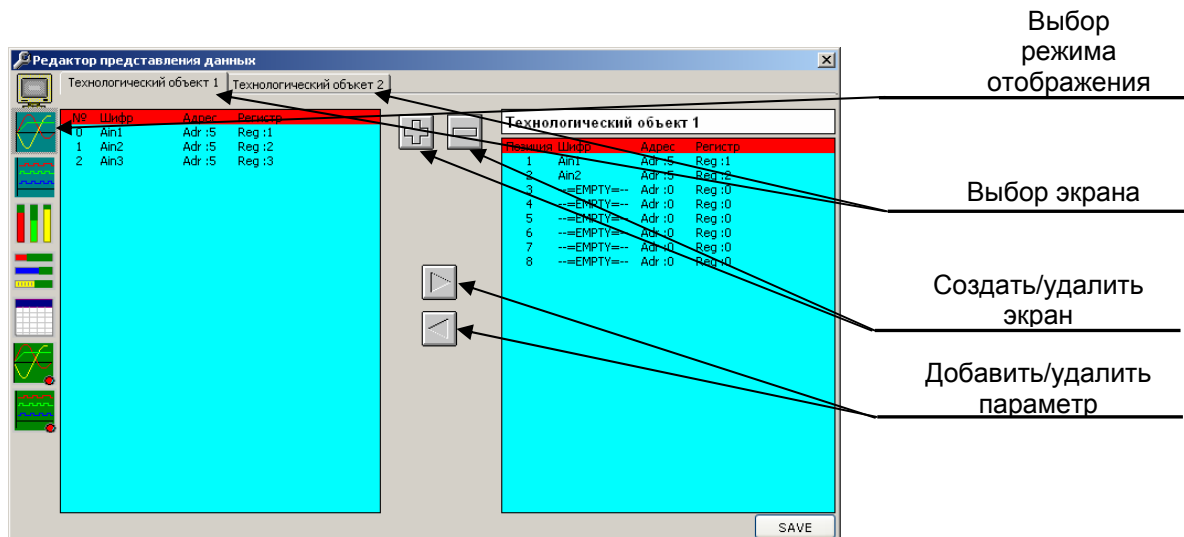 Выбор
режима
отображения
Редактор представления данных
Технологический объект 1
Технологический объкет 2
№ Шифр Адрес Регистр
0 Ain1 Adr :5 Reg :1
1 Ain2 Adr :5 Reg :2
2 Ain3 Adr :5 Reg :3
Технологический объект 1
Позиция Шифр Адрес Регистр
1 Ain1 Adr :5 Reg :1
2 Ain2 Adr :5 Reg :2
3 --=EMPTY=-- Adr :0 Reg :0
4 --=EMPTY=-- Adr :0 Reg :0
5 --=EMPTY=-- Adr :0 Reg :0
6 --=EMPTY=-- Adr :0 Reg :0
7 --=EMPTY=-- Adr :0 Reg :0
8 --=EMPTY=-- Adr :0 Reg :0
Выбор экрана
Создать/удалить
экран
Добавить/удалить
параметр
SAVE